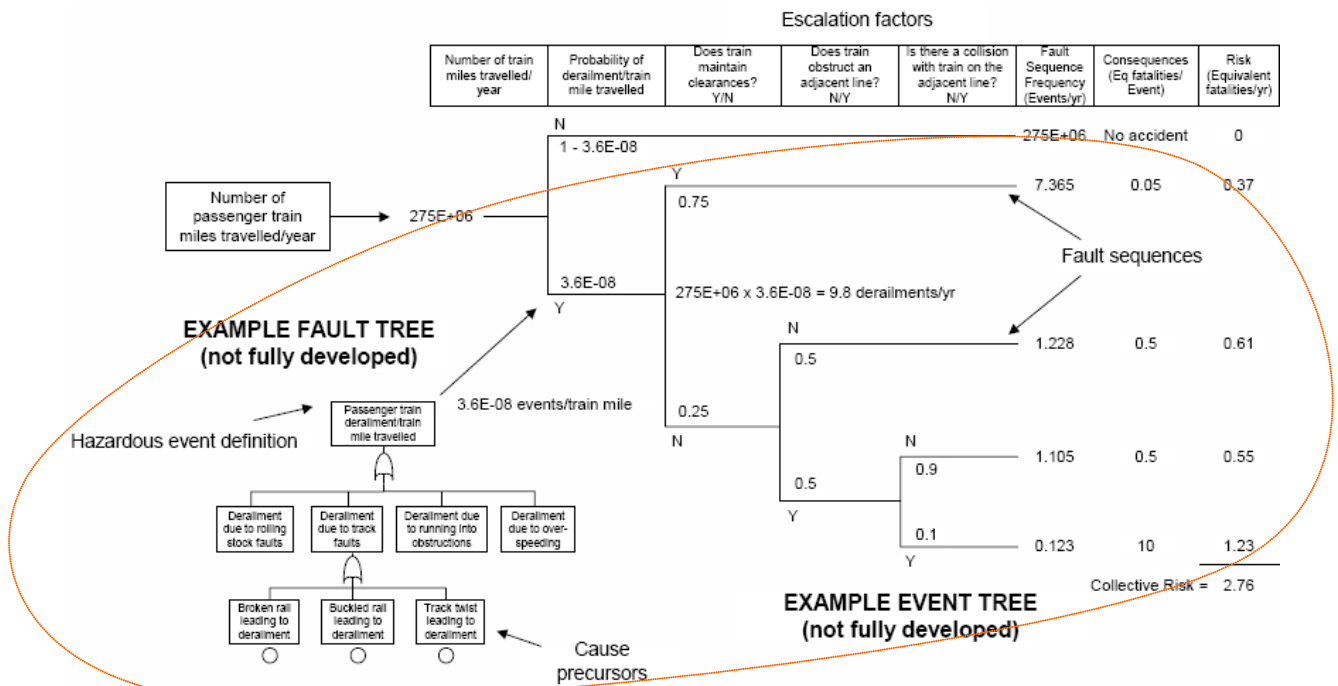 Escalation factors
Number of train
miles travelled/
year
Probability of
derailment/train
mile travelled
Does train
maintain
clearances?
Y/N
Does train
obstruct an
adjacent line?
N/Y
Is there a collision
with train on the
adjacent line?
N/Y
Fault
Sequence
Frequency
(Events/yr)
Consequences
(Eq fatalities/
Event)
Risk
(Equivalent
fatalities/yr)
N
1 - 3.6E-08
275E+06
No accident
0
Number of
passenger train
miles travelled/year
275E+06
Y
0.75
7.365
0.05
0.37
Fault sequences
3.6E-08
Y
275E+06 x 3.6E-08 = 9.8 derailments/yr
EXAMPLE FAULT TREE
(not fully developed)
N
0.5
1.228
0.5
0.61
3.6E-08 events/train mile
0.25
N
Passenger train
derailment/train
mile travelled
Hazardous event definition
N
0.9
1.105
0.5
0.55
0.5
Y
Derailment
due to rolling
stock faults
Derailment
due to track
faults
Derailment due
to running into
obstructions
Derailment
due to over-
speeding
0.1
Y
0.123
10
1.23
Collective Risk = 2.76
EXAMPLE EVENT TREE
(not fully developed)
Broken rail
leading to
derailment
Buckled rail
leading to
derailment
Track twist
leading to
derailment
Cause
precursors